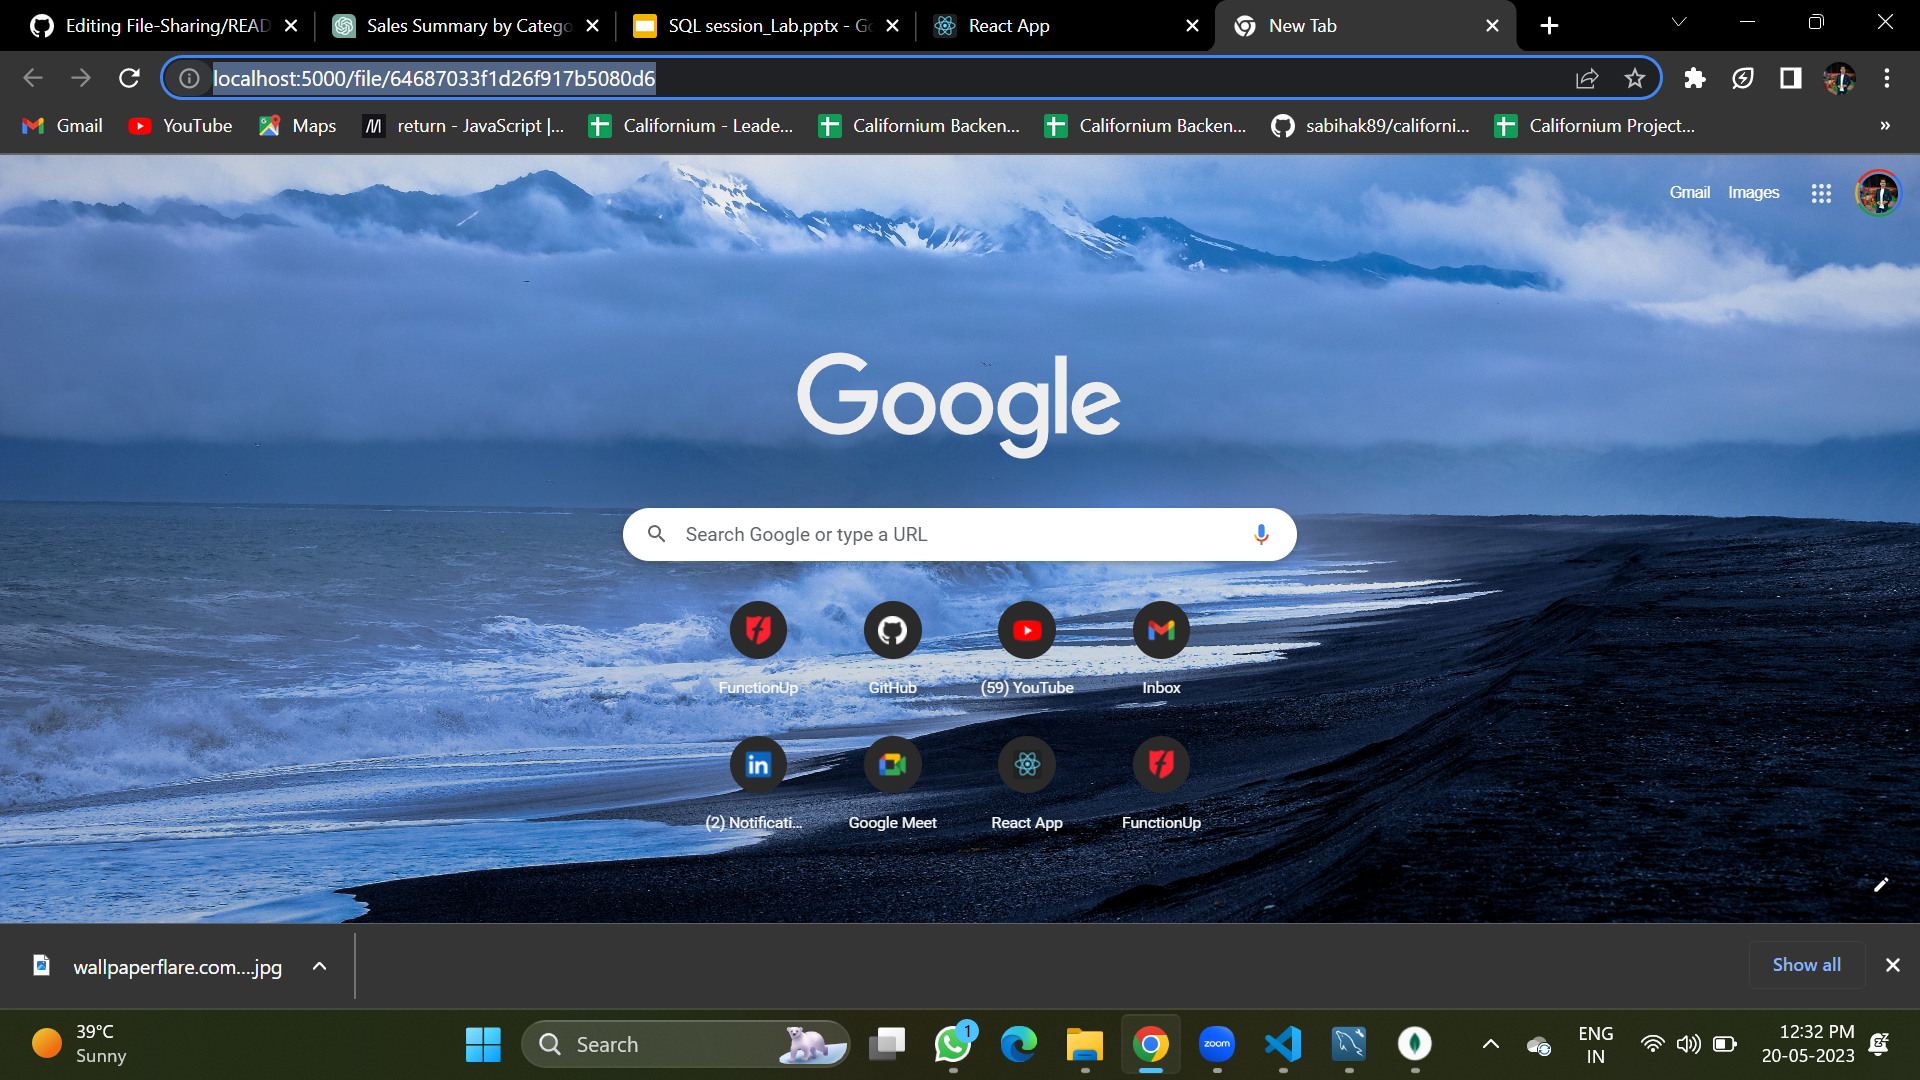 Editing File-Sharing/READ
Sales Summary by Catego
SQL session_Lab.pptx - Go
React App
New Tab
localhost:5000/file/64687033f1d26f917b5080d6
Gmail
YouTube
Maps
return - JavaScript |...
Californium - Leade...
Californium Backen...
Californium Backen...
sabihak89/californi...
Californium Project...
»
Gmail Images
Google
Search Google or type a URL
FunctionUp
GitHub
(59) YouTube
Inbox
in
(2) Notificati...
Google Meet
React App
FunctionUp
wallpaperflare.com....jpg
Show all
39°C
Sunny
Search
1
zoom
ENG
IN
12:32 PM
20-05-2023